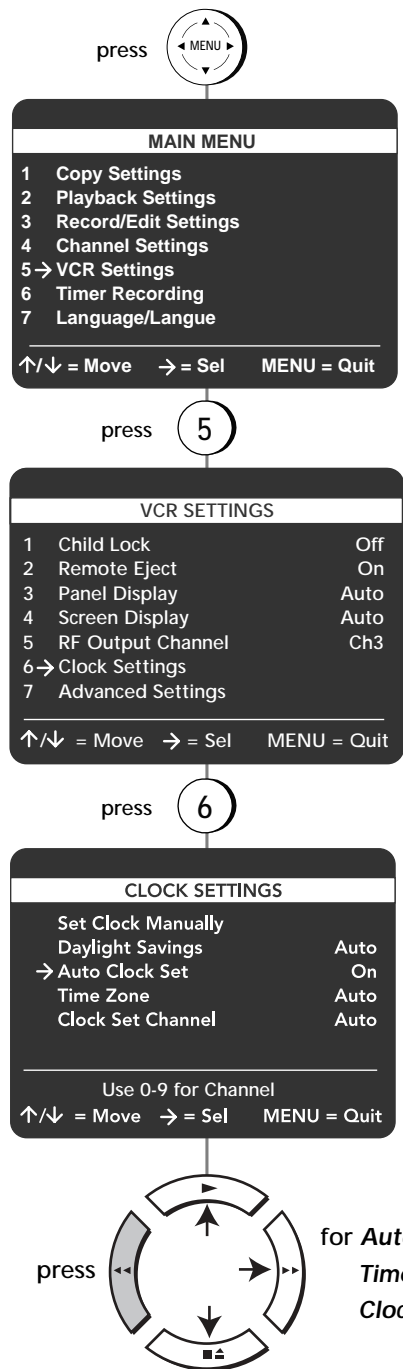 press MENU
MAIN MENU
1 Copy Settings
2 Playback Settings
3 Record/Edit Settings
4 Channel Settings
5→ VCR Settings
6 Timer Recording
7 Language/Langue
↑/↓ = Move → = Sel MENU = Quit
press 5
VCR SETTINGS
1 Child Lock Off
2 Remote Eject On
3 Panel Display Auto
4 Screen Display Auto
5 RF Output Channel Ch3
6→ Clock Settings
7 Advanced Settings
↑/↓ = Move → = Sel MENU = Quit
press 6
CLOCK SETTINGS
Set Clock Manually
Daylight Savings Auto
→ Auto Clock Set On
Time Zone Auto
Clock Set Channel Auto
Use 0-9 for Channel
↑/↓ = Move → = Sel MENU = Quit
for
press